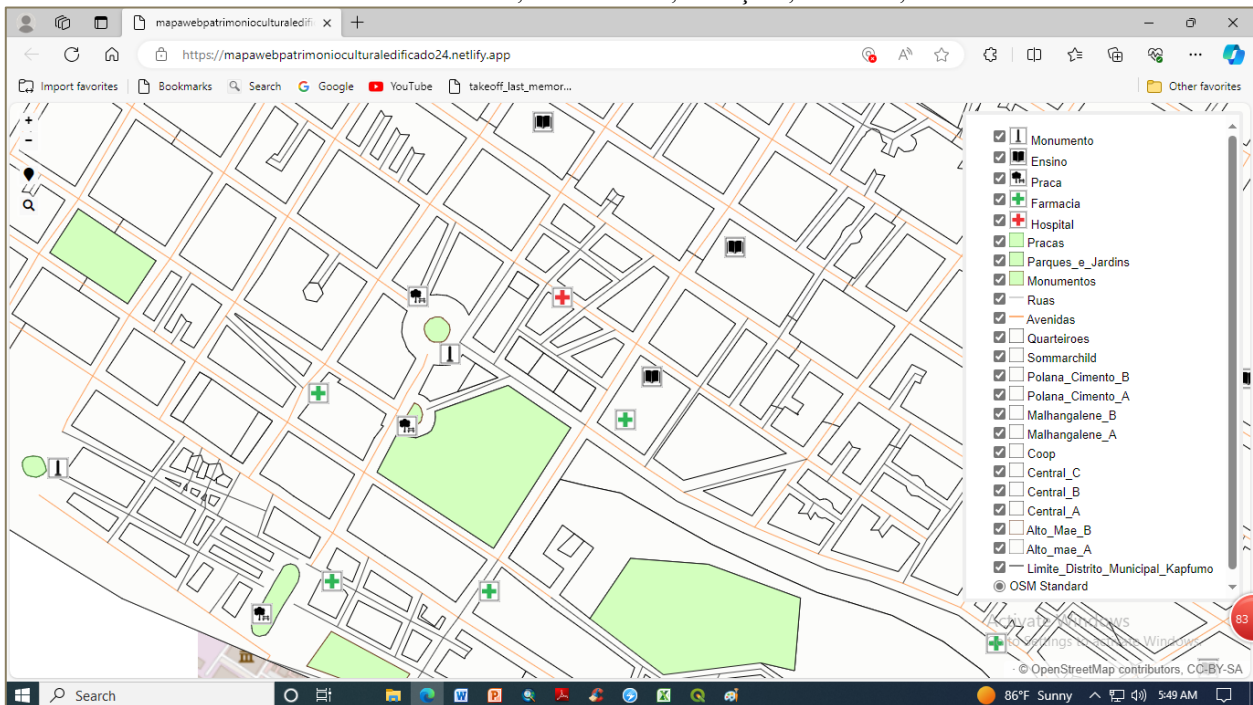 mapawebpatrimonioculturaledifi
https://mapawebpatrimonioculturaledificado24.netlify.app
Import favorites Bookmarks Search Google YouTube takeoff_last_memor... Other favorites
+
-
Monumento
Ensino
Praca
Farmacia
Hospital
Pracas
Parques_e_Jardins
Monumentos
Ruas
Avenidas
Quarteiroes
Sommarchild
Polana_Cimento_B
Polana_Cimento_A
Malhangalene_B
Malhangalene_A
Coop
Central_C
Central_B
Central_A
Alto_Mae_B
Alto_mae_A
Limite_Distrito_Municipal_Kapfumo
OSM Standard
83
Activate Windows
to Settings to activate Windows.
© OpenStreetMap contributors, CC-BY-SA
Search
86°F Sunny
5:49 AM